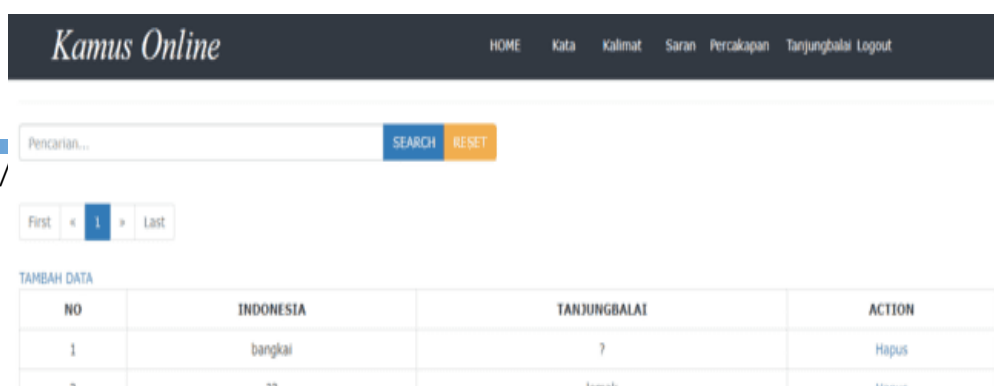 Kamus Online
HOME Kata Kalimat Saran Percakapan Tanjungbalai Logout
Pencarian... SEARCH RESET
/
First « 1 » Last
TAMBAH DATA
NO INDONESIA TANJUNGBALAI ACTION
1 bangkai ? Hapus